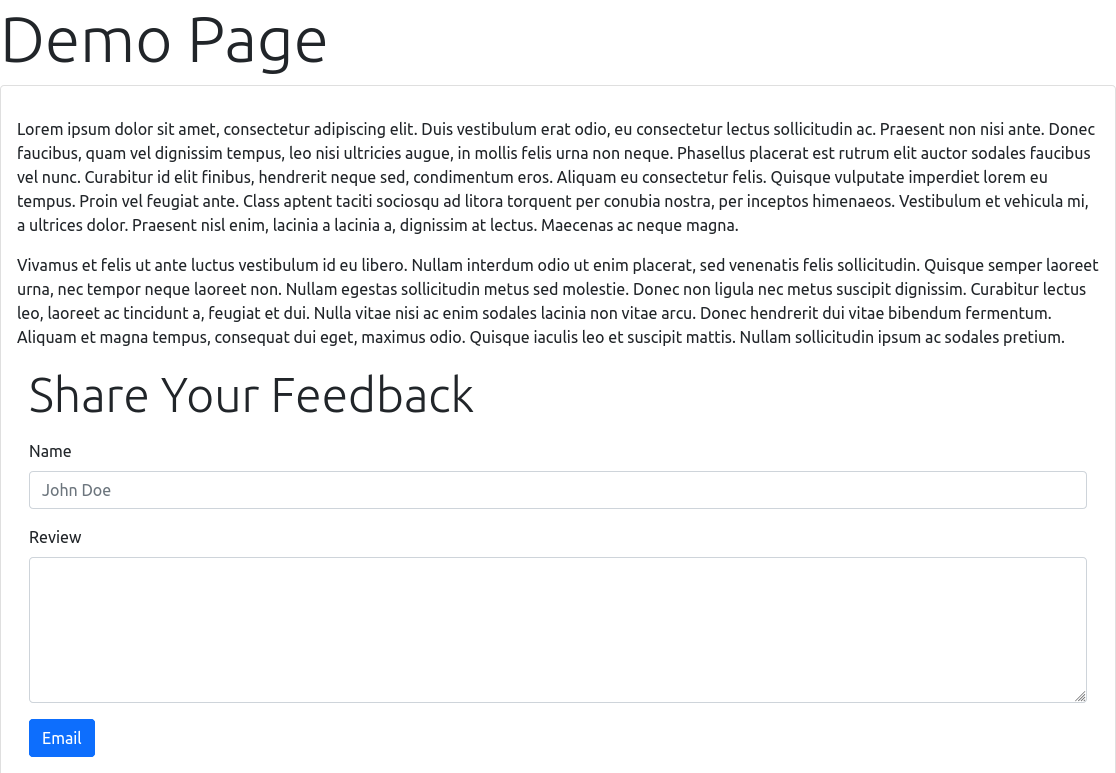 Demo Page
Lorem ipsum dolor sit amet, consectetur adipiscing elit. Duis vestibulum erat odio, eu consectetur lectus sollicitudin ac. Praesent non nisi ante. Donec
faucibus, quam vel dignissim tempus, leo nisi ultricies augue, in mollis felis urna non neque. Phasellus placerat est rutrum elit auctor sodales faucibus
vel nunc. Curabitur id elit finibus, hendrerit neque sed, condimentum eros. Aliquam eu consectetur felis. Quisque vulputate imperdiet lorem eu
tempus. Proin vel feugiat ante. Class aptent taciti sociosqu ad litora torquent per conubia nostra, per inceptos himenaeos. Vestibulum et vehicula mi,
a ultrices dolor. Praesent nisl enim, lacinia a lacinia a, dignissim at lectus. Maecenas ac neque magna.
Vivamus et felis ut ante luctus vestibulum id eu libero. Nullam interdum odio ut enim placerat, sed venenatis felis sollicitudin. Quisque semper laoreet
urna, nec tempor neque laoreet non. Nullam egestas sollicitudin metus sed molestie. Donec non ligula nec metus suscipit dignissim. Curabitur lectus
leo, laoreet ac tincidunt a, feugiat et dui. Nulla vitae nisi ac enim sodales lacinia non vitae arcu. Donec hendrerit dui vitae bibendum fermentum.
Aliquam et magna tempus, consequat dui eget, maximus odio. Quisque iaculis leo et suscipit mattis. Nullam sollicitudin ipsum ac sodales pretium.
Share Your Feedback
Name
John Doe
Review
Email